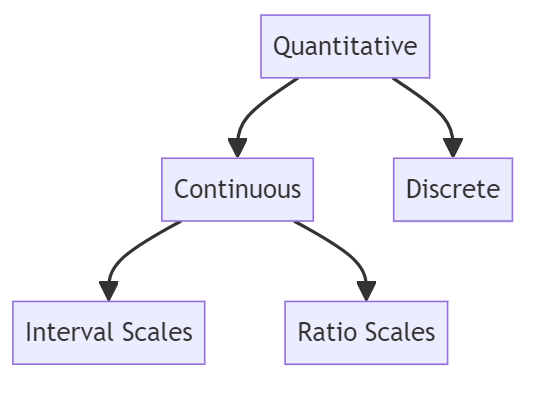 Quantitative
Continuous
Discrete
Interval Scales
Ratio Scales